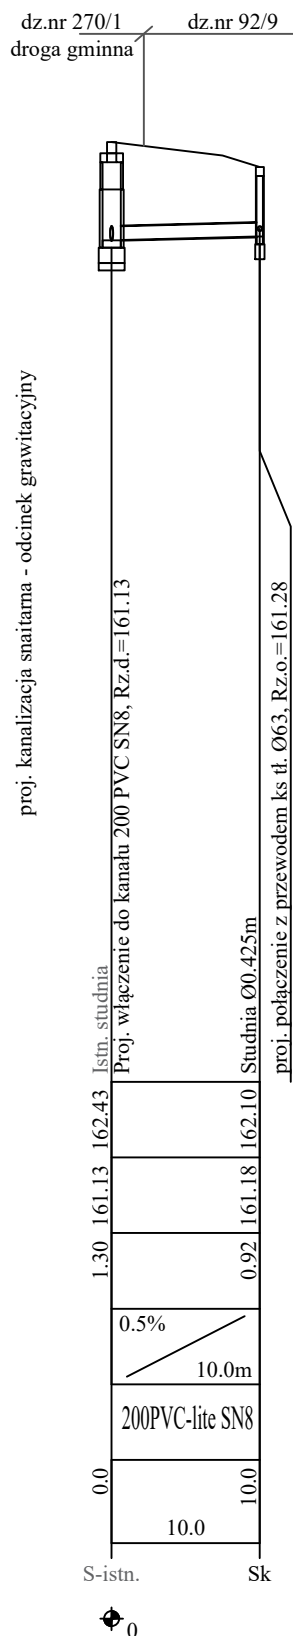 dz.nr 270/1
dz.nr 92/9
droga gminna
proj. kanalizacja snaitarna - odcinek grawitacyjny
Istn. studnia
Proj. włączenie do kanału 200 PVC SN8, Rz.d.=161.13
Studnia Ø0.425m
proj. połączenie z przewodem ks tł. Ø63, Rz.o.=161.28
162.43
162.10
161.13
161.18
1.30
0.92
0.5%
10.0m
200PVC-lite SN8
0.0
10.0
10.0
S-istn.
Sk
0